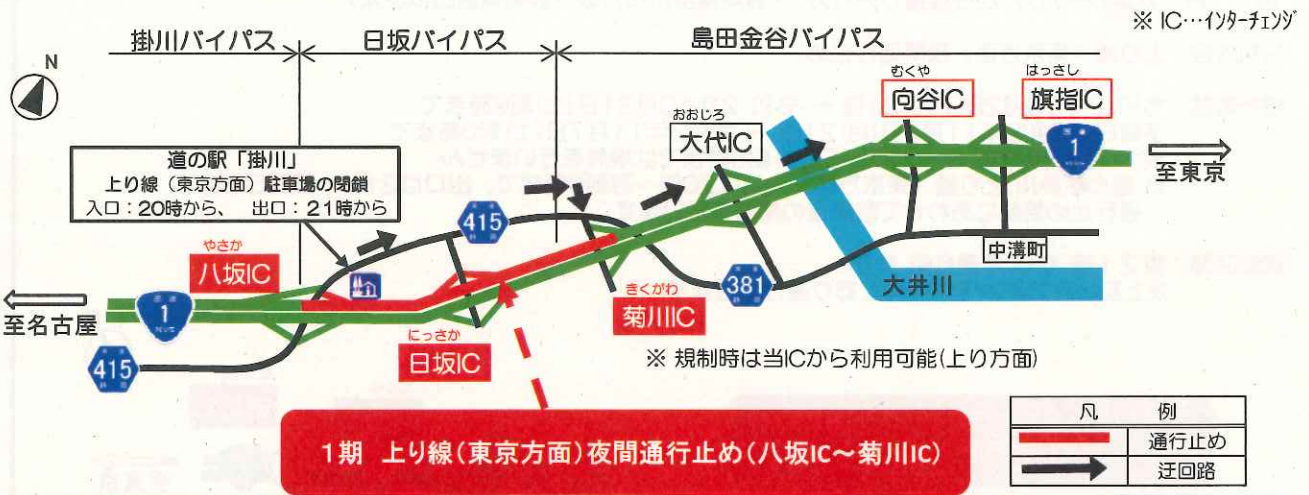 ※ IC…インターチェンジ
掛川バイパス
日坂バイパス
島田金谷バイパス
N
むくや
向谷IC
はっさし
旗指IC
おおじろ
大代IC
1
至東京
道の駅「掛川」
上り線（東京方面）駐車場の閉鎖
入口：20時から、 出口：21時から
415
やさか
八坂IC
中溝町
381
大井川
きくがわ
菊川IC
至名古屋
1
にっさか
日坂IC
415
※ 規制時は当ICから利用可能(上り方面)
1期 上り線(東京方面)夜間通行止め(八坂IC～菊川IC)
凡 例
通行止め
迂回路